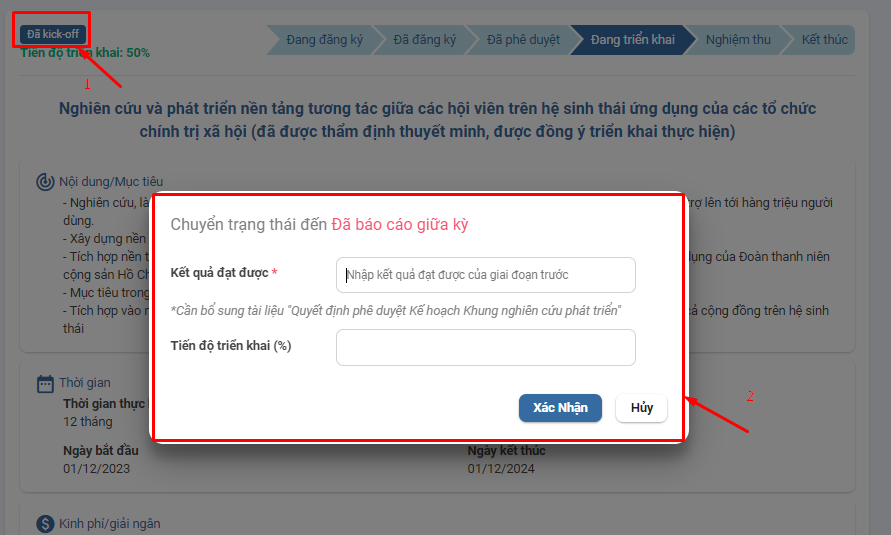 Đã kick-off
Tiến độ triển khai: 50%
1
Đang đăng ký
Đã đăng ký
Đã phê duyệt
Đang triển khai
Nghiệm thu
Kết thúc
Nghiên cứu và phát triển nền tảng tương tác giữa các hội viên trên hệ sinh thái ứng dụng của các tổ chức
chính trị xã hội (đã được thẩm định thuyết minh, được đồng ý triển khai thực hiện)
Nội dung/Mục tiêu
- Nghiên cứu, là
trợ lên tới hàng triệu người
dùng.
- Xây dựng nền
- Tích hợp nền t
dụng của Đoàn thanh niên
cộng sản Hồ Ch
- Mục tiêu trong
- Tích hợp vào n
cả cộng đồng trên hệ sinh
thái
Chuyển trạng thái đến Đã báo cáo giữa kỳ
Kết quả đạt được *
Nhập kết quả đạt được của giai đoạn trước
*Cần bổ sung tài liệu "Quyết định phê duyệt Kế hoạch Khung nghiên cứu phát triển"
Tiến độ triển khai (%)
Xác Nhận
Hủy
2
Thời gian
Thời gian thực
12 tháng
Ngày bắt đầu
Ngày kết thúc
01/12/2023
01/12/2024
Kinh phí/giải ngân